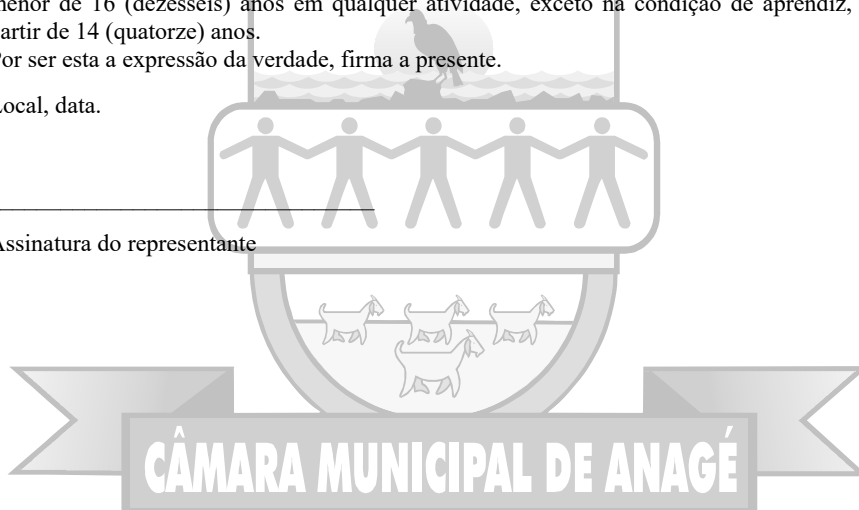 menor de 16 (dezesseis) anos em qualquer atividade, exceto na condição de aprendiz,
partir de 14 (quatorze) anos.
Por ser esta a expressão da verdade, firma a presente.
Local, data.
Assinatura do representante
CÂMARA MUNICIPAL DE ANAGÉ